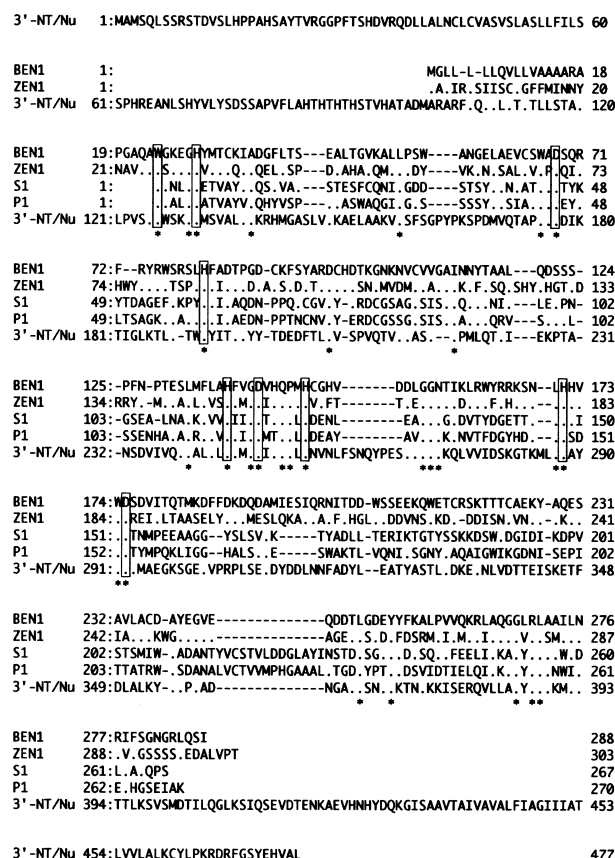 3'-NT/Nu 1:MAMSQLSSRSTDVSLHPPAHSAYTVRGGPFTSHDVRQDLLALNCLCVASVSLASLLFILS 60
BEN1 1: MGLL-L-LLQVLLVAAAARA 18
ZEN1 1: .A.IR.SIISC.GFFMINNY 20
3'-NT/Nu 61:SPHREANLSHYVLYSDSSAPVFLAHTHTHTHSTVHATADMARARF.Q..L.T.TLLSTA. 120
BEN1 19:PGAQAWGKEGHYMTCKIADGFLTS---EALTGVKALLPSW----ANGELAEVCSWADSQR 71
ZEN1 21:NAV...S.....V...Q..QEL.SP---D.AHA.QM...DY----VK.N.SAL.V.P.QI. 73
S1 1: ..NL..ETVAY..QS.VA---STESFCQNI.GDD----STSY..N.AT...TYK 48
P1 1: ..AL..ATVAYV.QHYVSP----ASWAQGI.G.S----SSSY..SIA....EY. 48
3'-NT/Nu 121:LPVS...WSK..MSVAL..KRHMGASLV.KAELAAKV.SFSGPYPKSPDMVQTAP...DIK 180
* ** * * * *
BEN1 72:F--RYRWSRSLHFADTPGD-CKFSYARDCHDTKGNKNVCVVGAINNYTAAL--QDSSS- 124
ZEN1 74:HWY....TSP...I...D.A.S.D.T.....SN.MVDM..A...K.F.SQ.SHY.HGT.D 133
S1 49:YTDAGEF.KPY..I..AQDN-PPQ.CGV.Y.RDCGSAG.SIS..Q...NI...LE.PN- 102
P1 49:LTSAGK..A....I..AEDN-PPTNCNV.Y-ERDCGSSG.SIS..A...QRV...S...L- 102
3'-NT/Nu 181:TIGLKTL.-TW.YIT..YY-TDEDFTL.V-SPVQTV..AS...PMLQT.I...EKPTA- 231
* * *
BEN1 125:-PFN-PTESLMFLAHFVGDVHQPMHCGHV------DDLGGNTIKLRWYRRKSN-LHHV 173
ZEN1 134:RRY.-M..A.L.VS..M..I.....V.FT------T.E.....D...F.H.... ...... 183
S1 103:-GSEALNA.K.VV.II..T...L.DENL-------EA...G.DVTYDGETT.-...I 150
P1 103:-SSENHA.A.R..V.I..MT..L.DEAY------AV...K.NVTFDGYHD.-...SD 151
3'-NT/Nu 232:-NSDVIVQ..AL.L..M..I....NVNLFSNQYPES....KQLVVIDSKGTKML..AY 290
* ** ** * *** **
BEN1 174:WDSDVITQTMKDFFDKDQDAMIESIQRNITDD-WSSEEKQWETCRSKTTTCAEKY-AQES 231
ZEN1 184:..REI.LTAASELY...MESLQKA..A.F.HGL.DDVNS.KD.-DDISN.VN..-.K.. 241
S1 151:..TNMPEEAAGG--YSLSV.K------TYADLL-TERIKTGTYSSKKDSW.DGIDI-KDPV 201
P1 152:..TYMPQKLIGG--HALS..E------SWAKTL-VQNI.SGNY.AQAIGWIKGDNI-SEPI 202
3'-NT/Nu 291:..MAEGKSGE.VPRPLSE.DYDDLNNFADYL..EATYASTL.DKE.NLVDTTEISKETF 348
**
BEN1 232:AVLACD-AYEGVE--------------QDDTLGDEYYFKALPVVQKRLAQGGLRLAAILN 276
ZEN1 242:IA...KWG.....--------------AGE..S.D.FDSRM.I.M..I....V..SM... 287
S1 202:STSMIW-.ADANTYVCSTVLDDGLAYINSTD.SG...D.SQ..FEELI.KA.Y....W.D 260
P1 203:TTATRW-.SDANALVCTVVMPHGAAAL.TGD.YPT..DSVIDTIELQ.IK..Y...NWI. 261
3'-NT/Nu 349:DLALKY-..P.AD--------------NGA..SN..KTN.KKISERQVLLA.Y...KM.. 393
* * * **
BEN1 277:RIFSGNGRLQSI 288
ZEN1 288:.V.GSSSS.EDALVPT 303
S1 261:L.A.QPS 267
P1 262:E.HGSEIAK 270
3'-NT/Nu 394:TTLKSVSMDTILQGLKSIQSEVDTENKAEVHNHYDQKGISAAVTAIVAVALFIAGIIIAT 453
3'-NT/Nu 454:LVVLALKCYLPKRDRFGSYEHVAL 477